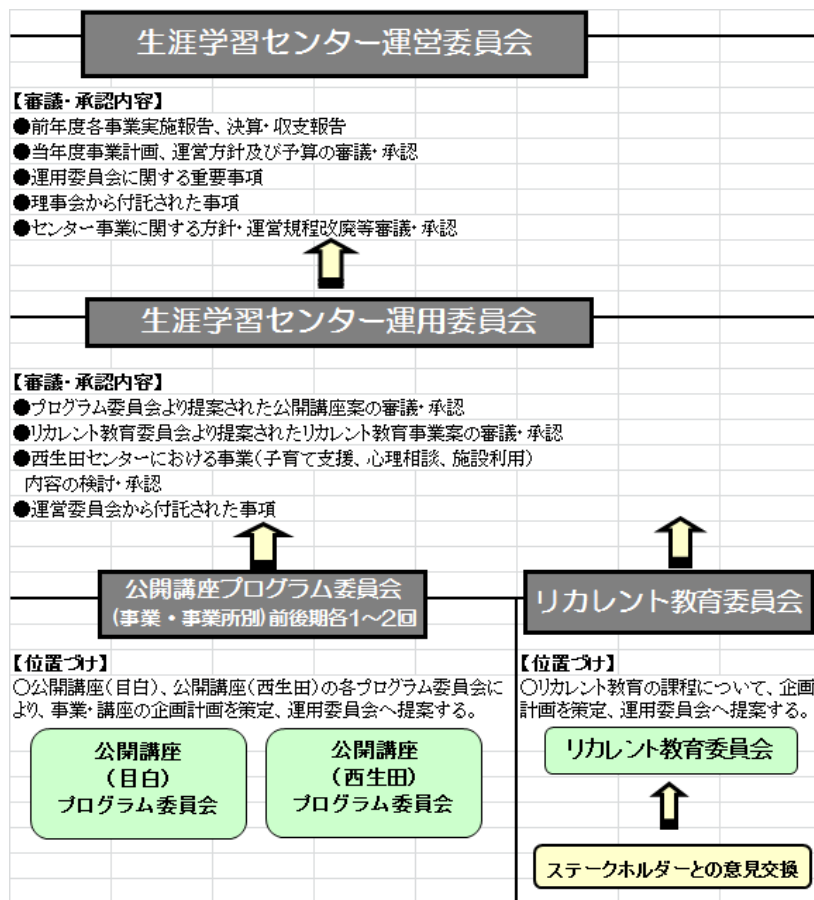 生涯学習センター運営委員会
【審議・承認内容】
●前年度各事業実施報告、決算・収支報告
●当年度事業計画、運営方針及び予算の審議・承認
●運用委員会に関する重要事項
●理事会から付託された事項
●センター事業に関する方針・運営規程改廃等審議・承認
生涯学習センター運用委員会
【審議・承認内容】
●プログラム委員会より提案された公開講座案の審議・承認
●リカレント教育委員会より提案されたリカレント教育事業案の審議・承認
●西生田センターにおける事業(子育て支援、心理相談、施設利用)
内容の検討・承認
●運営委員会から付託された事項
公開講座プログラム委員会
(事業・事業所別)前後期各1～2回
【位置づけ】
○公開講座(目白)、公開講座(西生田)の各プログラム委員会に
より、事業・講座の企画計画を策定、運用委員会へ提案する。
公開講座
(目白)
プログラム委員会
公開講座
(西生田)
プログラム委員会
リカレント教育委員会
【位置づけ】
○リカレント教育の課程について、企画
計画を策定、運用委員会へ提案する。
リカレント教育委員会
ステークホルダーとの意見交換